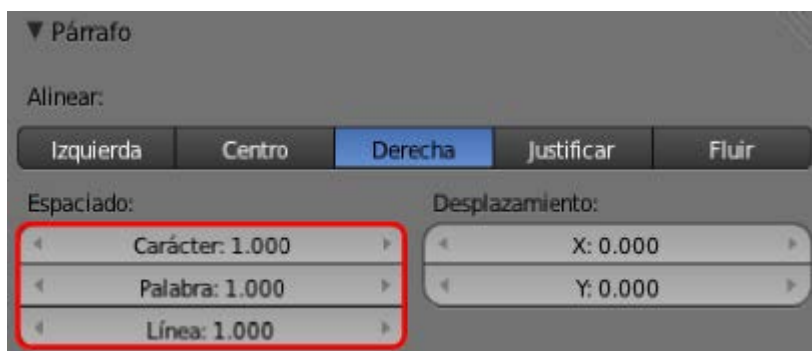 Párrafo
Alinear:
Izquierda Centro Derecha Justificar Fluir
Espaciado: Desplazamiento:
Carácter: 1.000 X: 0.000
Palabra: 1.000 Y: 0.000
Línea: 1.000